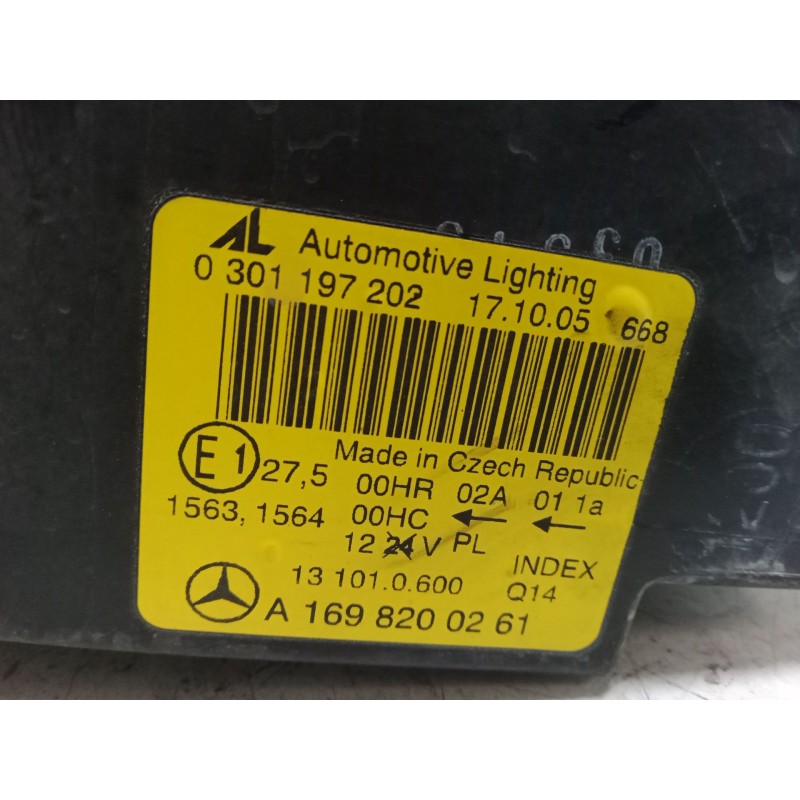 AL Automotive Lighting
0 301 197 202 17.10.05 668
Made in Czech Republic
E1 27,5 00HR 02A 01 1a
1563, 1564 00HC ← ←
12 24 V PL
13 101.0.600 INDEX
Q14
A 169 820 02 61